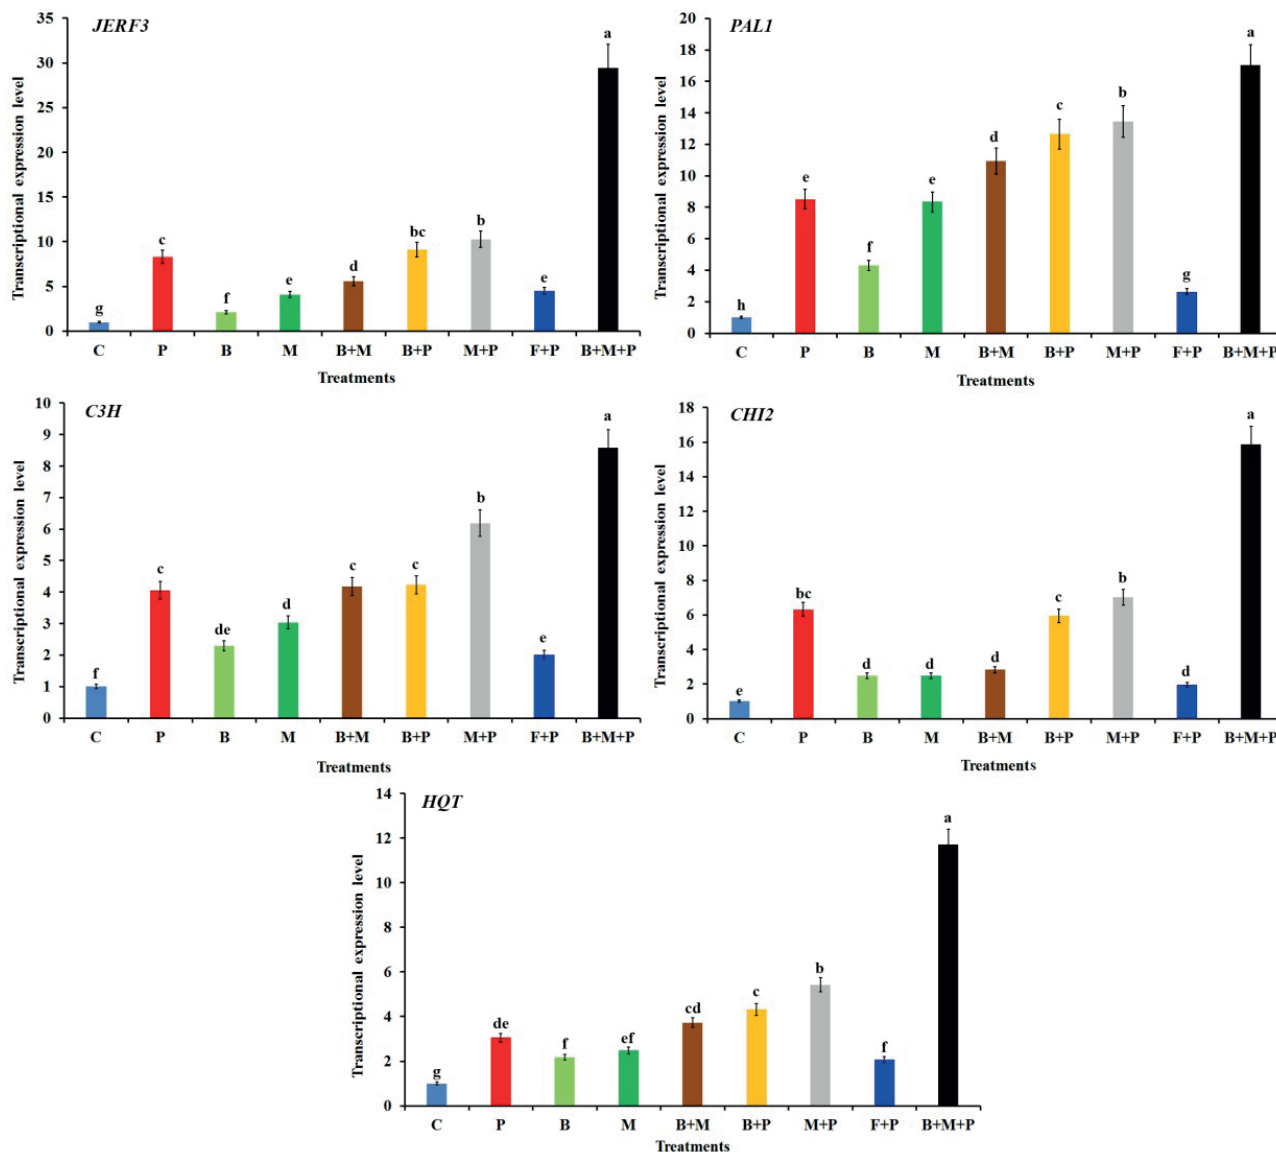 JERF3
Transcriptional expression level
35
30
25
20
15
10
5
0
g
c
f
e
d
bc
b
e
a
C P B M B+M B+P M+P F+P B+M+P
Treatments
PAL1
Transcriptional expression level
20
18
16
14
12
10
8
6
4
2
0
h
e
f
e
d
c
b
g
a
C P B M B+M B+P M+P F+P B+M+P
Treatments
C3H
Transcriptional expression level
10
9
8
7
6
5
4
3
2
1
0
f
c
de
d
c
c
b
e
a
C P B M B+M B+P M+P F+P B+M+P
Treatments
CHI2
Transcriptional expression level
18
16
14
12
10
8
6
4
2
0
e
bc
d
d
d
c
b
d
a
C P B M B+M B+P M+P F+P B+M+P
Treatments
HQT
Transcriptional expression level
14
12
10
8
6
4
2
0
g
de
f
ef
cd
c
b
f
a
C P B M B+M B+P M+P F+P B+M+P
Treatments